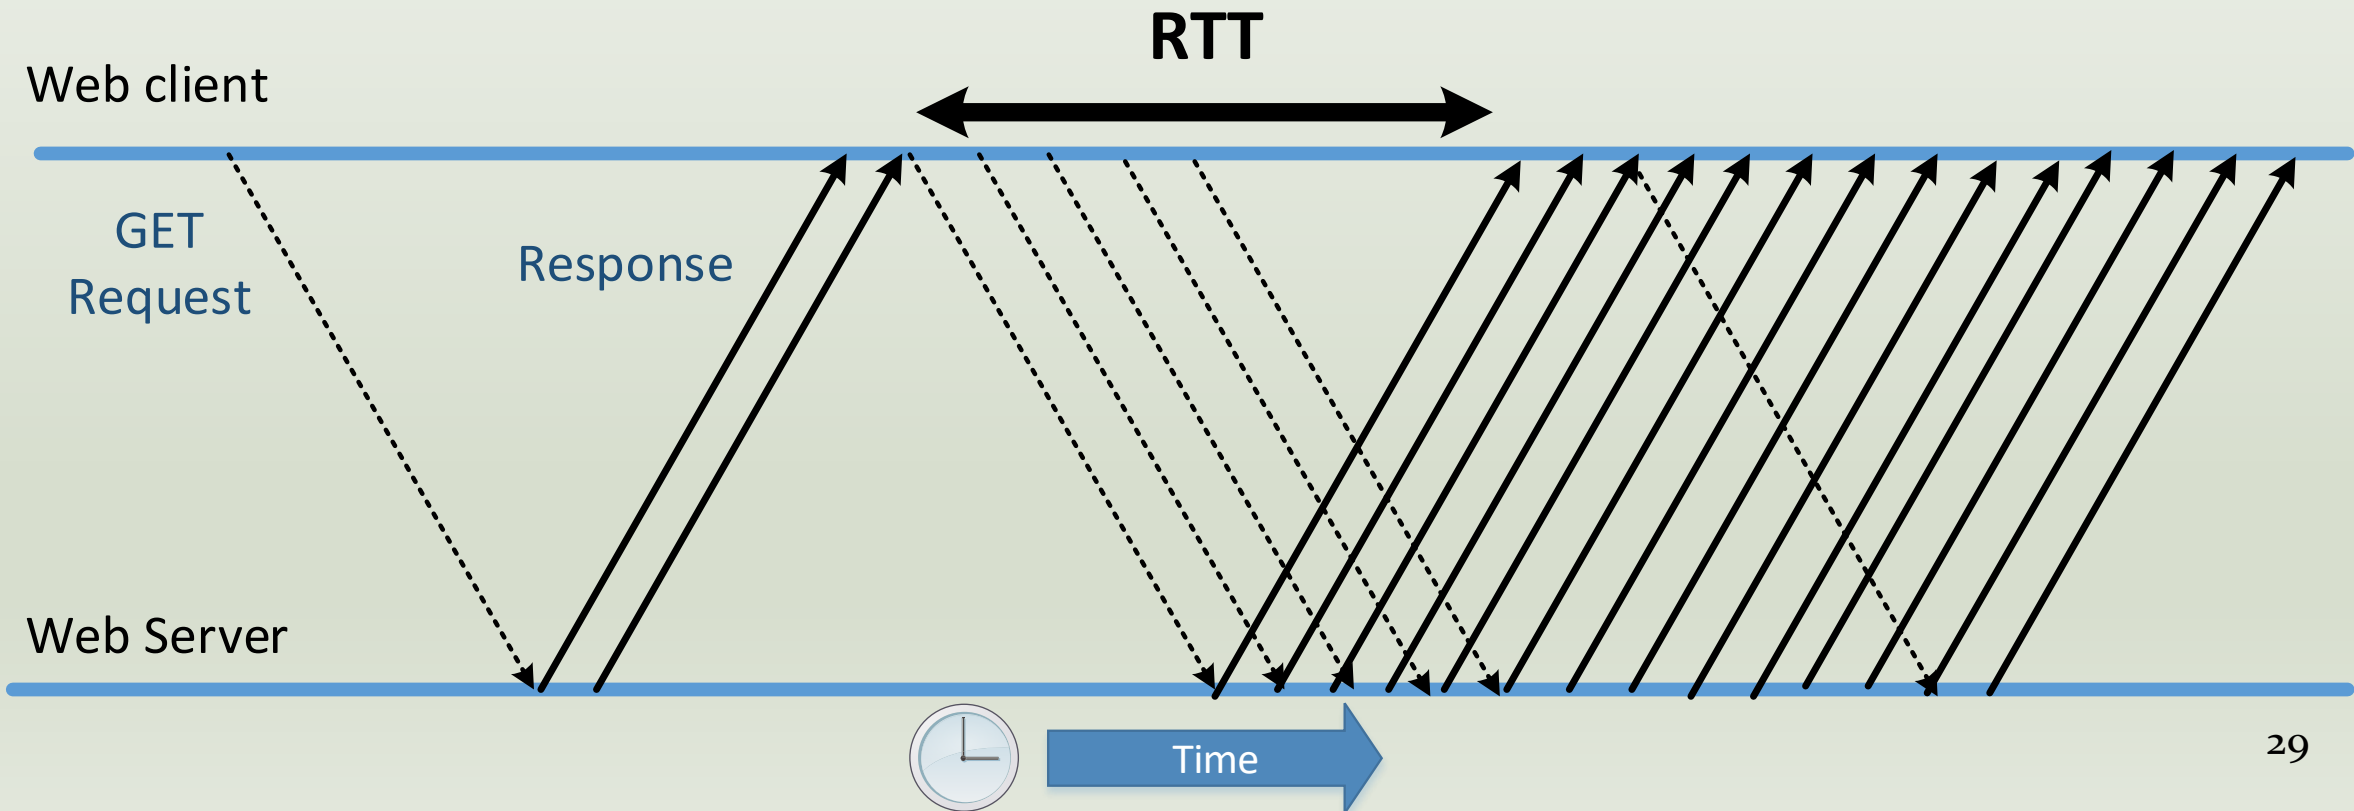 RTT
Web client
GET
Request
Response
Web Server
Time
29